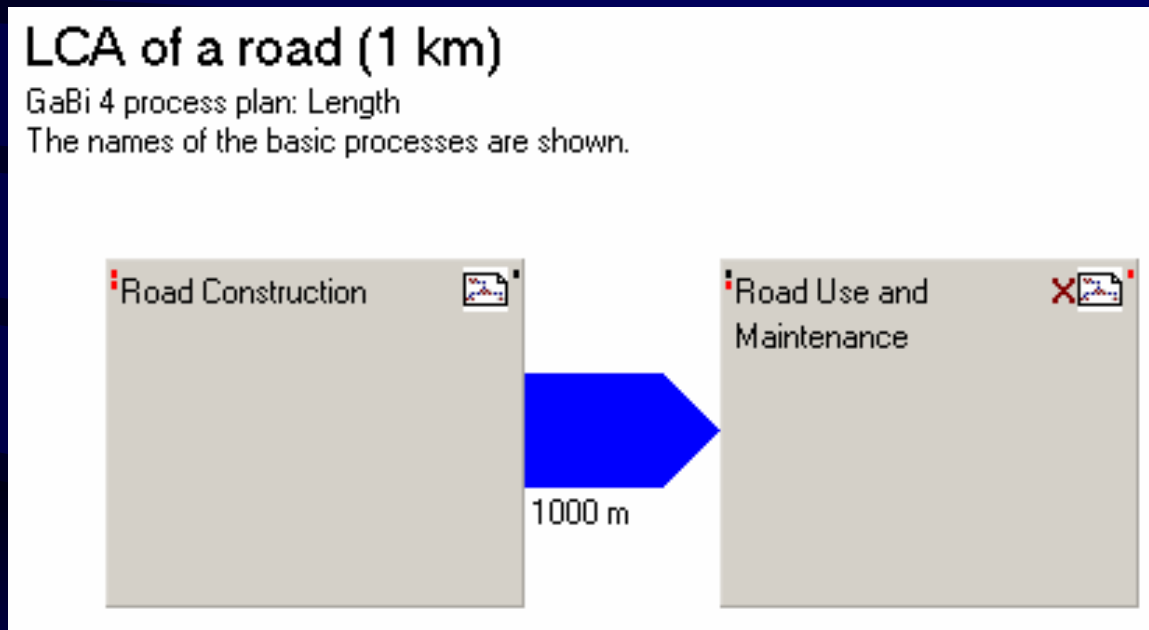 LCA of a road (1 km)
GaBi 4 process plan: Length
The names of the basic processes are shown.
Road Construction
Road Use and
Maintenance
X
1000 m